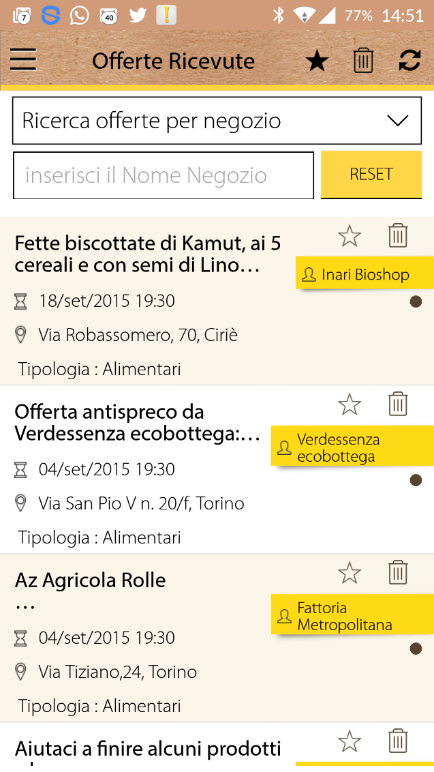 7
40
77%
14:51
Offerte Ricevute
Ricerca offerte per negozio
inserisci il Nome Negozio
RESET
Fette biscottate di Kamut, ai 5
cereali e con semi di Lino...
Inari Bioshop
18/set/2015 19:30
Via Robassomero, 70, Ciriè
Tipologia : Alimentari
Offerta antispreco da
Verdessenza ecobottega:...
Verdessenza
ecobottega
04/set/2015 19:30
Via San Pio V n. 20/f, Torino
Tipologia : Alimentari
Az Agricola Rolle
...
Fattoria
Metropolitana
04/set/2015 19:30
Via Tiziano,24, Torino
Tipologia : Alimentari
Aiutaci a finire alcuni prodotti